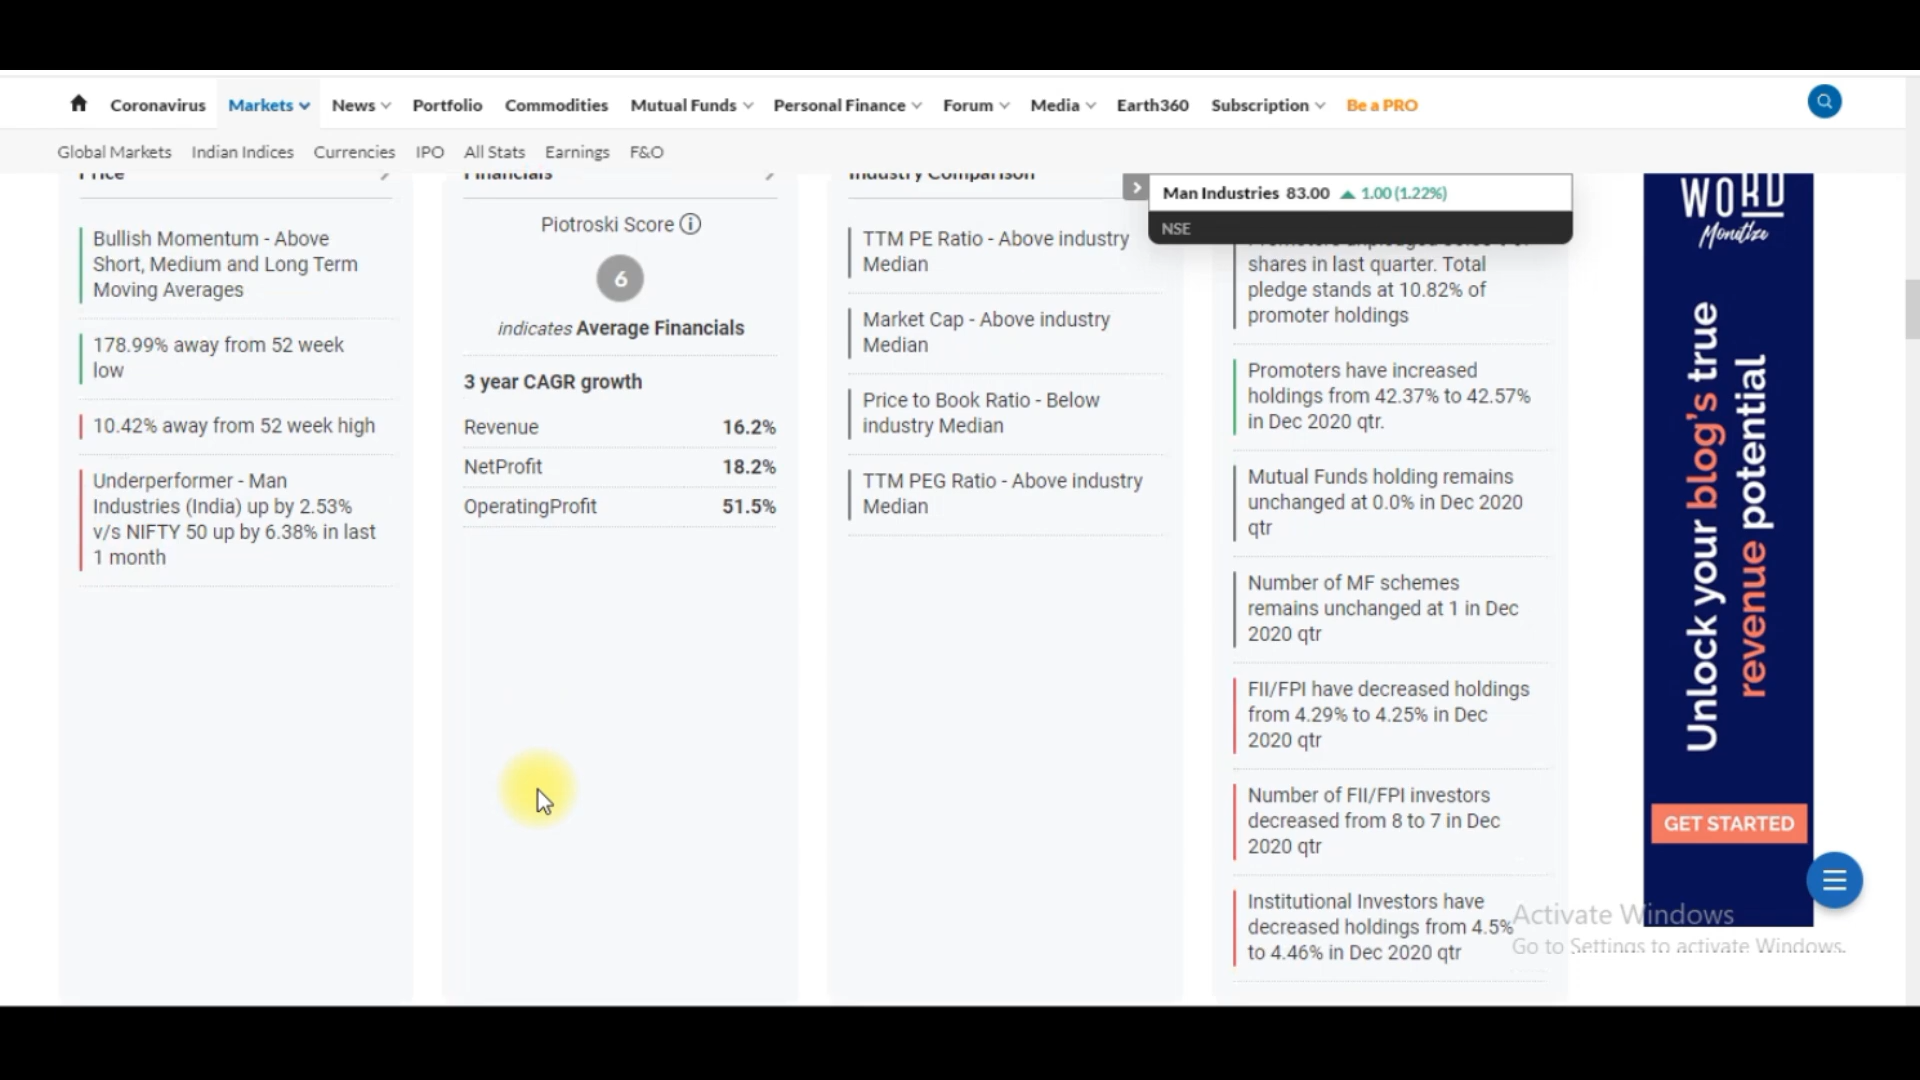 Coronavirus Markets News Portfolio Commodities Mutual Funds Personal Finance Forum Media Earth360 Subscription Be a PRO
Global Markets Indian Indices Currencies IPO All Stats Earnings F&O
Price
Bullish Momentum - Above
Short, Medium and Long Term
Moving Averages
178.99% away from 52 week
low
10.42% away from 52 week high
Underperformer - Man
Industries (India) up by 2.53%
v/s NIFTY 50 up by 6.38% in last
1 month
Financials
Piotroski Score
6
indicates Average Financials
3 year CAGR growth
Revenue 16.2%
NetProfit 18.2%
OperatingProfit 51.5%
Industry Comparison
TTM PE Ratio - Above industry
Median
Market Cap - Above industry
Median
Price to Book Ratio - Below
industry Median
TTM PEG Ratio - Above industry
Median
Man Industries 83.00 1.00 (1.22%)
NSE
shares in last quarter. Total
pledge stands at 10.82% of
promoter holdings
Promoters have increased
holdings from 42.37% to 42.57%
in Dec 2020 qtr.
Mutual Funds holding remains
unchanged at 0.0% in Dec 2020
qtr
Number of MF schemes
remains unchanged at 1 in Dec
2020 qtr
FII/FPI have decreased holdings
from 4.29% to 4.25% in Dec
2020 qtr
Number of FII/FPI investors
decreased from 8 to 7 in Dec
2020 qtr
Institutional Investors have
decreased holdings from 4.5%
to 4.46% in Dec 2020 qtr
WORD
Monetize
Unlock your blog's true
revenue potential
GET STARTED
Activate Windows
Go to Settings to activate Windows.